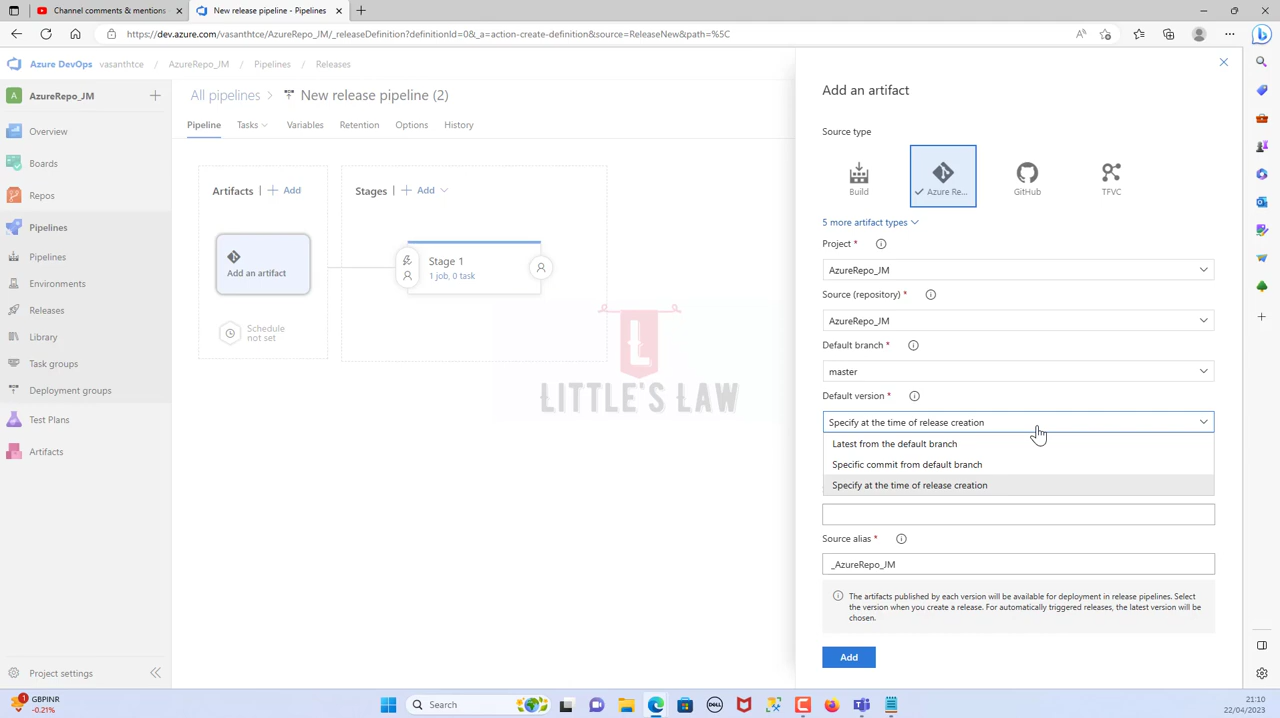 Channel comments & mentions
New release pipeline - Pipelines
https://dev.azure.com/vasanthtce/AzureRepo_JM/_releaseDefinition?definitionId=0&_a=action-create-definition&source=ReleaseNew&path=%5C
Azure DevOps
vasanthtce
AzureRepo_JM
Pipelines
Releases
A
AzureRepo_JM
Overview
Boards
Repos
Pipelines
Pipelines
Environments
Releases
Library
Task groups
Deployment groups
Test Plans
Artifacts
Project settings
All pipelines
New release pipeline (2)
Pipeline
Tasks
Variables
Retention
Options
History
Artifacts | + Add
Stages | + Add
Add an artifact
Stage 1
1 job, 0 task
Schedule
not set
L
LITTLE'S LAW
Add an artifact
Source type
Build
Azure Re...
GitHub
TFVC
5 more artifact types
Project *
AzureRepo_JM
Source (repository) *
AzureRepo_JM
Default branch *
master
Default version *
Specify at the time of release creation
Latest from the default branch
Specific commit from default branch
Specify at the time of release creation
Source alias *
_AzureRepo_JM
The artifacts published by each version will be available for deployment in release pipelines. Select
the version when you create a release. For automatically triggered releases, the latest version will be
chosen.
Add
GBPINR
-0.21%
Search
21:10
22/04/2023